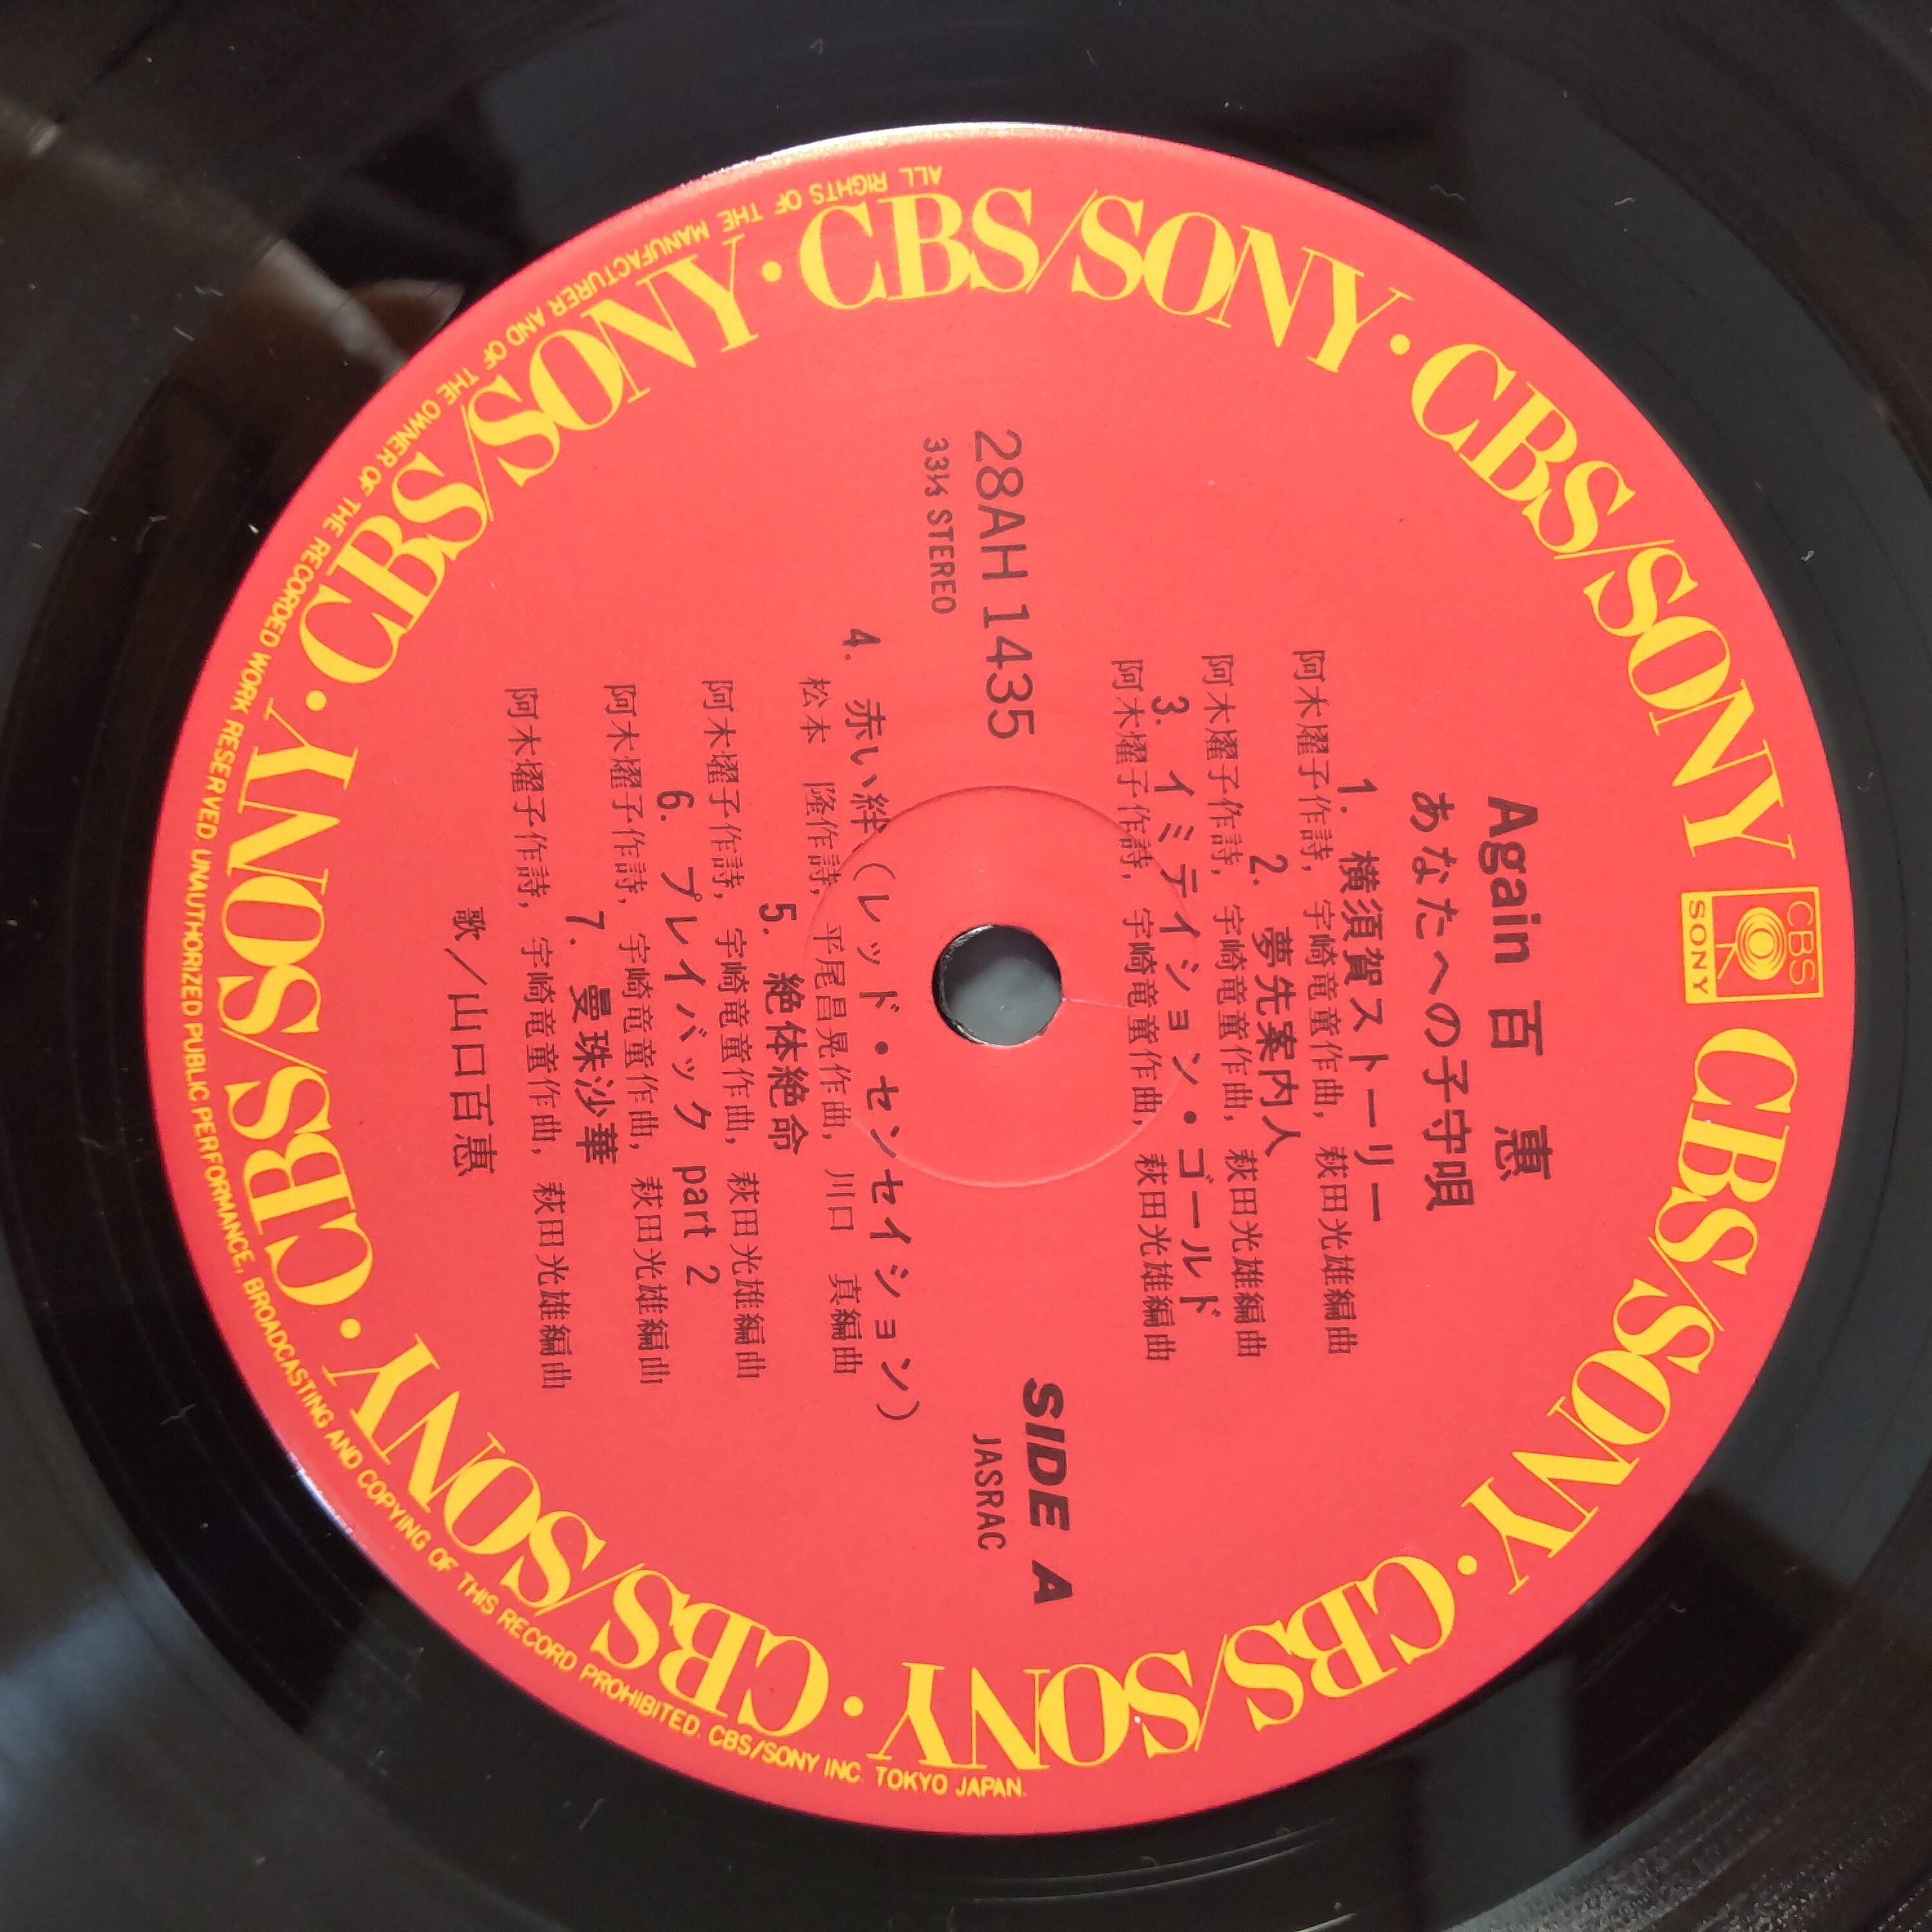 CBS
SONY
CBS/SONY · CBS/SONY · CBS/SONY · CBS/SONY · CBS/SONY · CBS/SONY · CBS/SONY · CBS/SONY
Again 百 惠
あなたへの子守唄
1. 横須賀ストーリー
阿木燿子作詩, 宇崎竜童作曲, 萩田光雄編曲
2. 夢先案内人
阿木燿子作詩, 宇崎竜童作曲, 萩田光雄編曲
3. イミテイション・ゴールド
阿木燿子作詩, 宇崎竜童作曲, 萩田光雄編曲
28AH 1435
33⅓ STEREO
SIDE A
JASRAC
4. 赤い絆（レッド・センセイション）
松本 隆作詩, 平尾昌晃作曲, 川口 真編曲
5. 絶体絶命
阿木燿子作詩, 宇崎竜童作曲, 萩田光雄編曲
6. プレイバック part 2
阿木燿子作詩, 宇崎竜童作曲, 萩田光雄編曲
7. 曼珠沙華
阿木燿子作詩, 宇崎竜童作曲, 萩田光雄編曲
歌／山口百惠
ALL RIGHTS OF THE MANUFACTURER AND OF THE OWNER OF THE RECORDED WORK RESERVED. UNAUTHORIZED PUBLIC PERFORMANCE, BROADCASTING AND COPYING OF THIS RECORD PROHIBITED. CBS/SONY INC. TOKYO JAPAN.